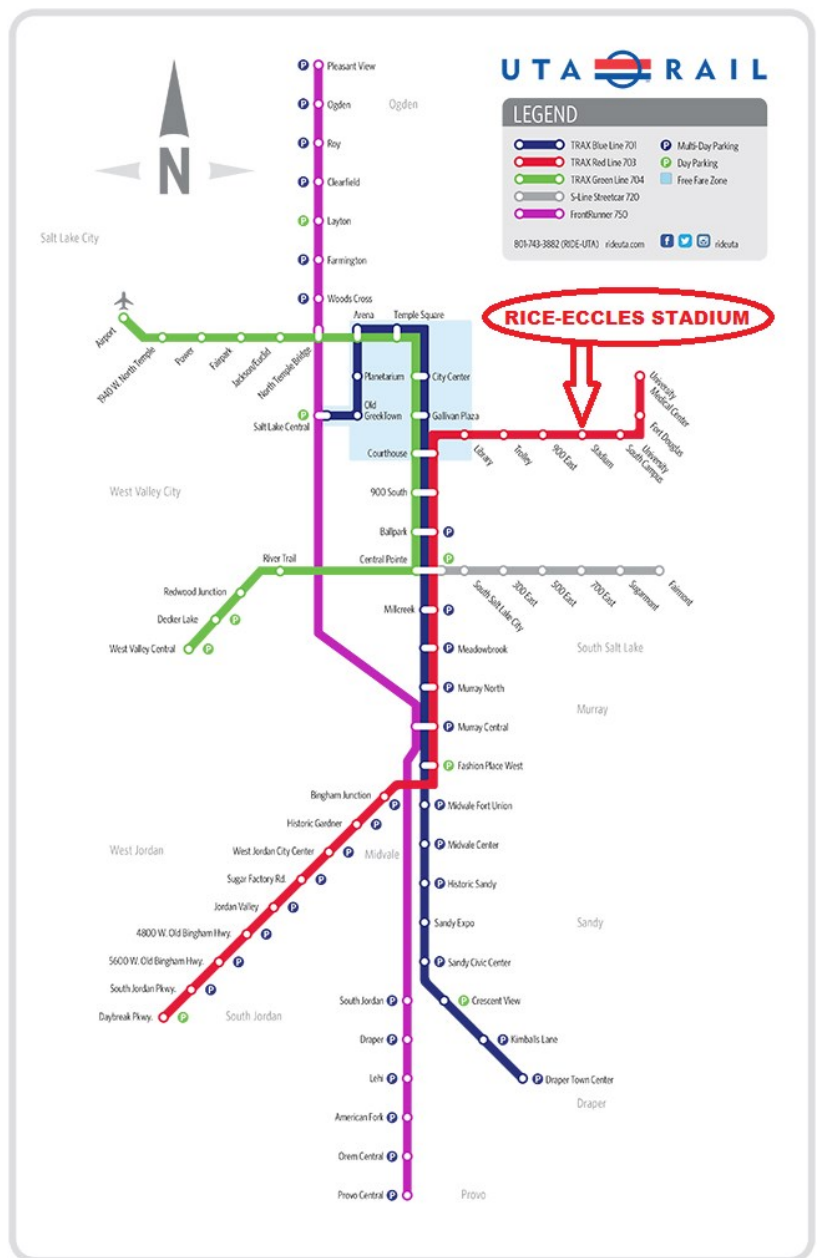 UTA RAIL
LEGEND
TRAX Blue Line 701
TRAX Red Line 703
TRAX Green Line 704
S-Line Streetcar 720
FrontRunner 750
P Multi-Day Parking
P Day Parking
Free Fare Zone
801-743-3882 (RIDE-UTA) rideuta.com f rideuta
N
Pleasant View
Ogden
Ogden
Roy
Clearfield
Layton
Salt Lake City
Farmington
Woods Cross
RICE-ECCLES STADIUM
Airport
1940 W. North Temple
Power
Fairpark
Jackson/Euclid
North Temple Bridge
Arena
Temple Square
Planetarium
City Center
Old
GreekTown
Gallivan Plaza
Salt Lake Central
Courthouse
Library
Trolley
900 East
Stadium
University
South Campus
Fort Douglas
University
Medical Center
West Valley City
900 South
Ballpark
Central Pointe
River Trail
Redwood Junction
Decker Lake
West Valley Central
South Salt Lake City
300 East
500 East
700 East
Sugarmont
Fairmont
Millcreek
Meadowbrook
South Salt Lake
Murray North
Murray
Murray Central
Fashion Place West
Bingham Junction
Midvale Fort Union
Historic Gardner
West Jordan
West Jordan City Center
Midvale
Midvale Center
Sugar Factory Rd.
Historic Sandy
Jordan Valley
Sandy Expo
Sandy
4800 W. Old Bingham Hwy.
5600 W. Old Bingham Hwy.
Sandy Civic Center
South Jordan Pkwy.
Daybreak Pkwy.
South Jordan
South Jordan
Crescent View
Draper
Kimballs Lane
Lehi
Draper Town Center
Draper
American Fork
Orem Central
Provo Central
Provo